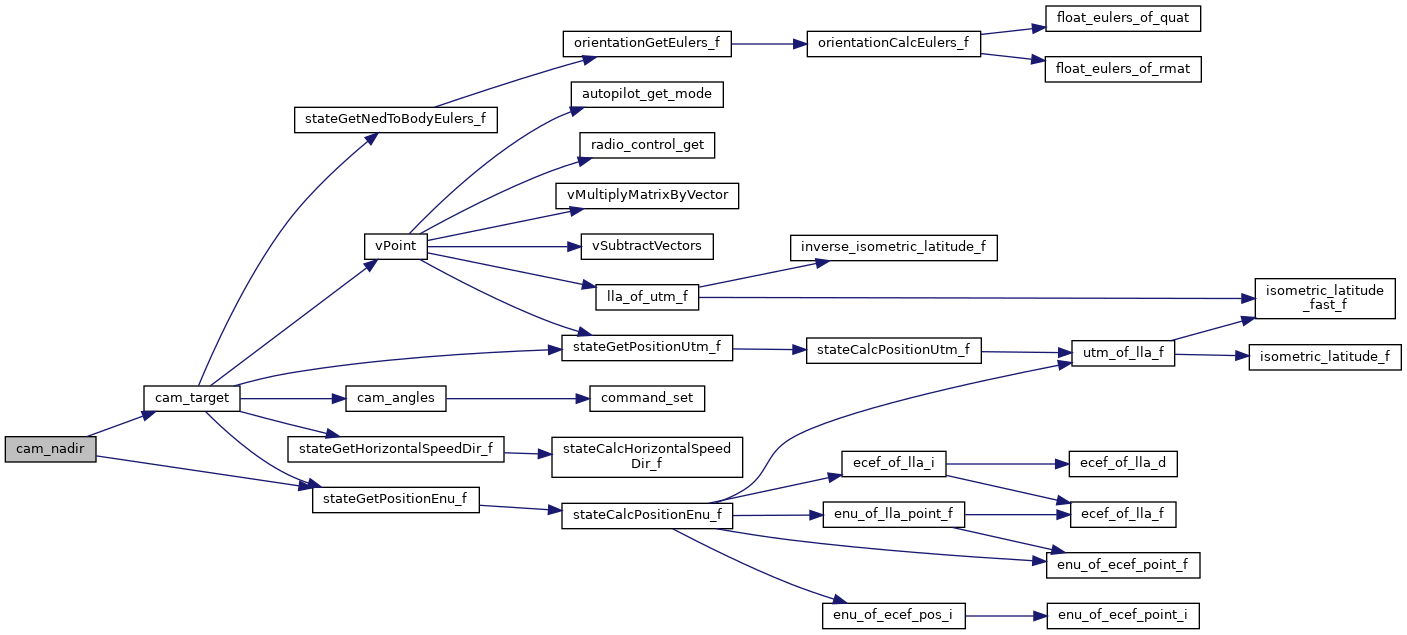 float_eulers_of_quat
orientationGetEulers_f
orientationCalcEulers_f
float_eulers_of_rmat
autopilot_get_mode
stateGetNedToBodyEulers_f
radio_control_get
vMultiplyMatrixByVector
vPoint
vSubtractVectors
inverse_isometric_latitude_f
lla_of_utm_f
isometric_latitude
_fast_f
stateGetPositionUtm_f
stateCalcPositionUtm_f
utm_of_lla_f
isometric_latitude_f
cam_target
cam_angles
command_set
cam_nadir
stateGetHorizontalSpeedDir_f
stateCalcHorizontalSpeed
Dir_f
ecef_of_lla_i
ecef_of_lla_d
stateGetPositionEnu_f
stateCalcPositionEnu_f
enu_of_lla_point_f
ecef_of_lla_f
enu_of_ecef_point_f
enu_of_ecef_pos_i
enu_of_ecef_point_i